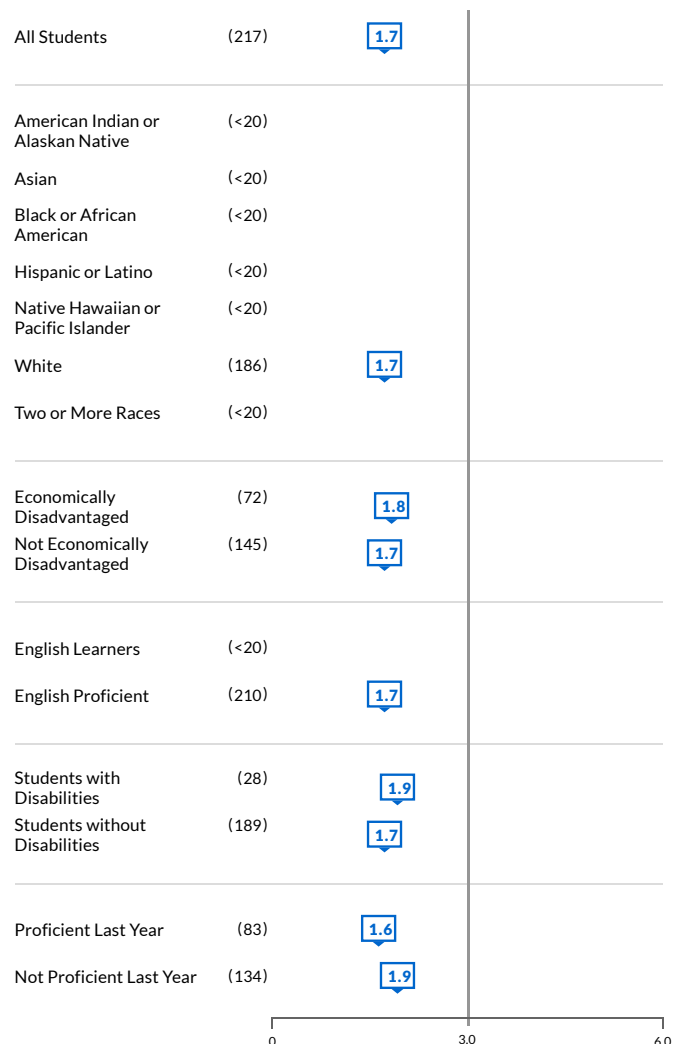 All Students (217) 1.7
American Indian or (<20)
Alaskan Native
Asian (<20)
Black or African (<20)
American
Hispanic or Latino (<20)
Native Hawaiian or (<20)
Pacific Islander
White (186) 1.7
Two or More Races (<20)
Economically (72) 1.8
Disadvantaged
Not Economically (145) 1.7
Disadvantaged
English Learners (<20)
English Proficient (210) 1.7
Students with (28) 1.9
Disabilities
Students without (189) 1.7
Disabilities
Proficient Last Year (83) 1.6
Not Proficient Last Year (134) 1.9
0 3.0 6.0